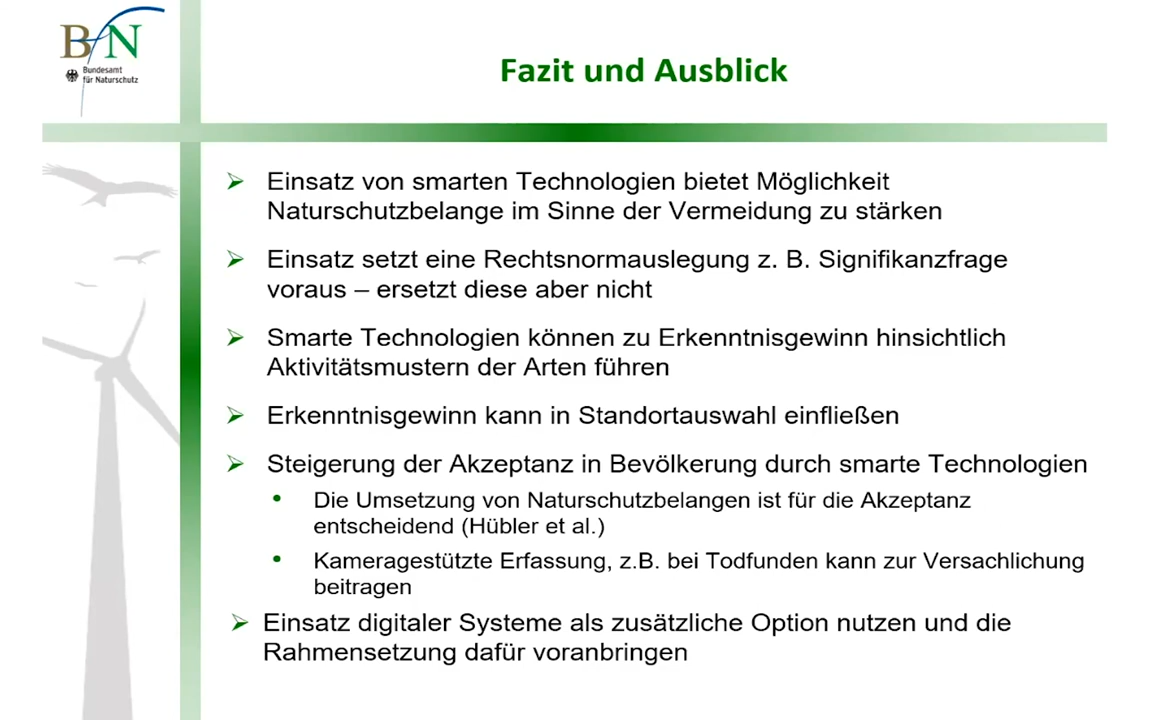 BfN
Bundesamt
für Naturschutz
Fazit und Ausblick
➢ Einsatz von smarten Technologien bietet Möglichkeit
Naturschutzbelange im Sinne der Vermeidung zu stärken
➢ Einsatz setzt eine Rechtsnormauslegung z. B. Signifikanzfrage
voraus – ersetzt diese aber nicht
➢ Smarte Technologien können zu Erkenntnisgewinn hinsichtlich
Aktivitätsmustern der Arten führen
➢ Erkenntnisgewinn kann in Standortauswahl einfließen
➢ Steigerung der Akzeptanz in Bevölkerung durch smarte Technologien
• Die Umsetzung von Naturschutzbelangen ist für die Akzeptanz
entscheidend (Hübler et al.)
• Kameragestützte Erfassung, z.B. bei Todfunden kann zur Versachlichung
beitragen
➢ Einsatz digitaler Systeme als zusätzliche Option nutzen und die
Rahmensetzung dafür voranbringen